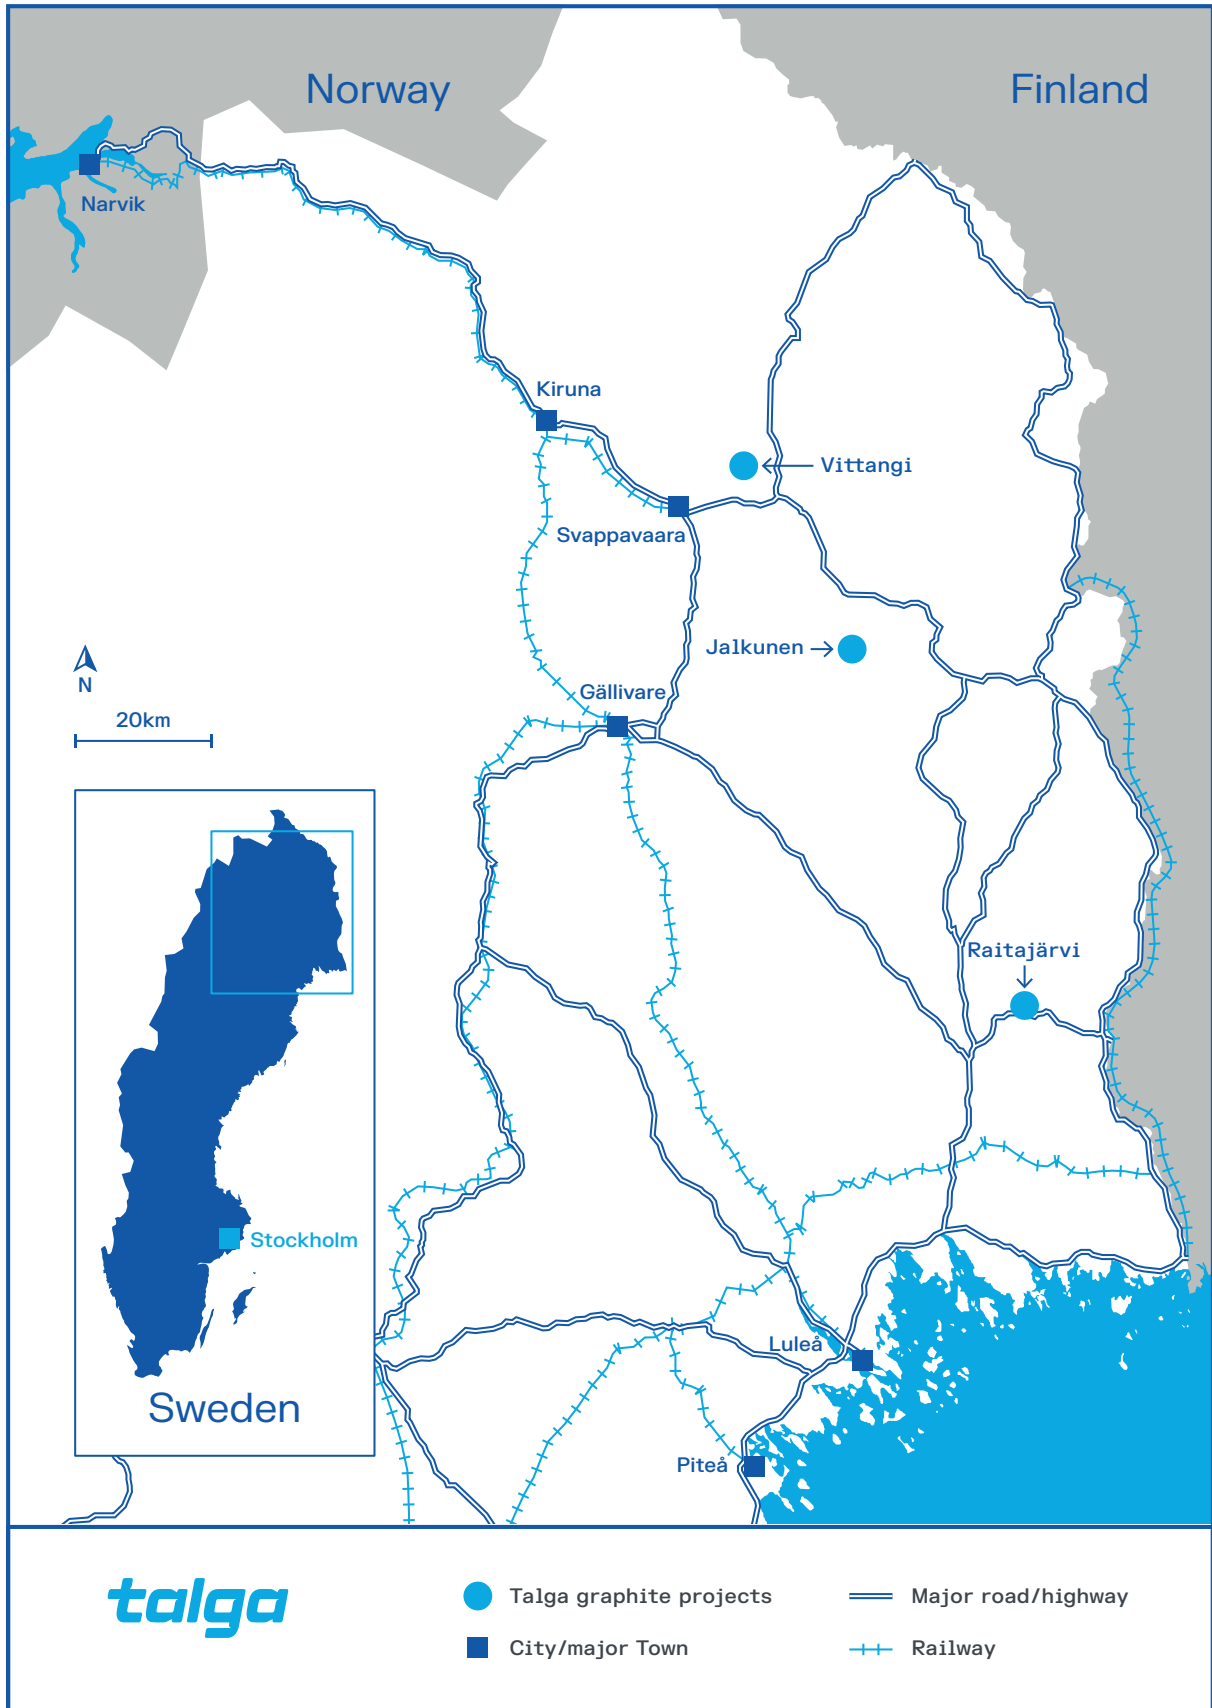 Norway
Finland
Narvik
Kiruna
Vittangi
Svappavaara
Jalkunen
N
Gällivare
20km
Raitajärvi
Stockholm
Luleå
Sweden
Piteå
talga
Talga graphite projects
Major road/highway
City/major Town
Railway